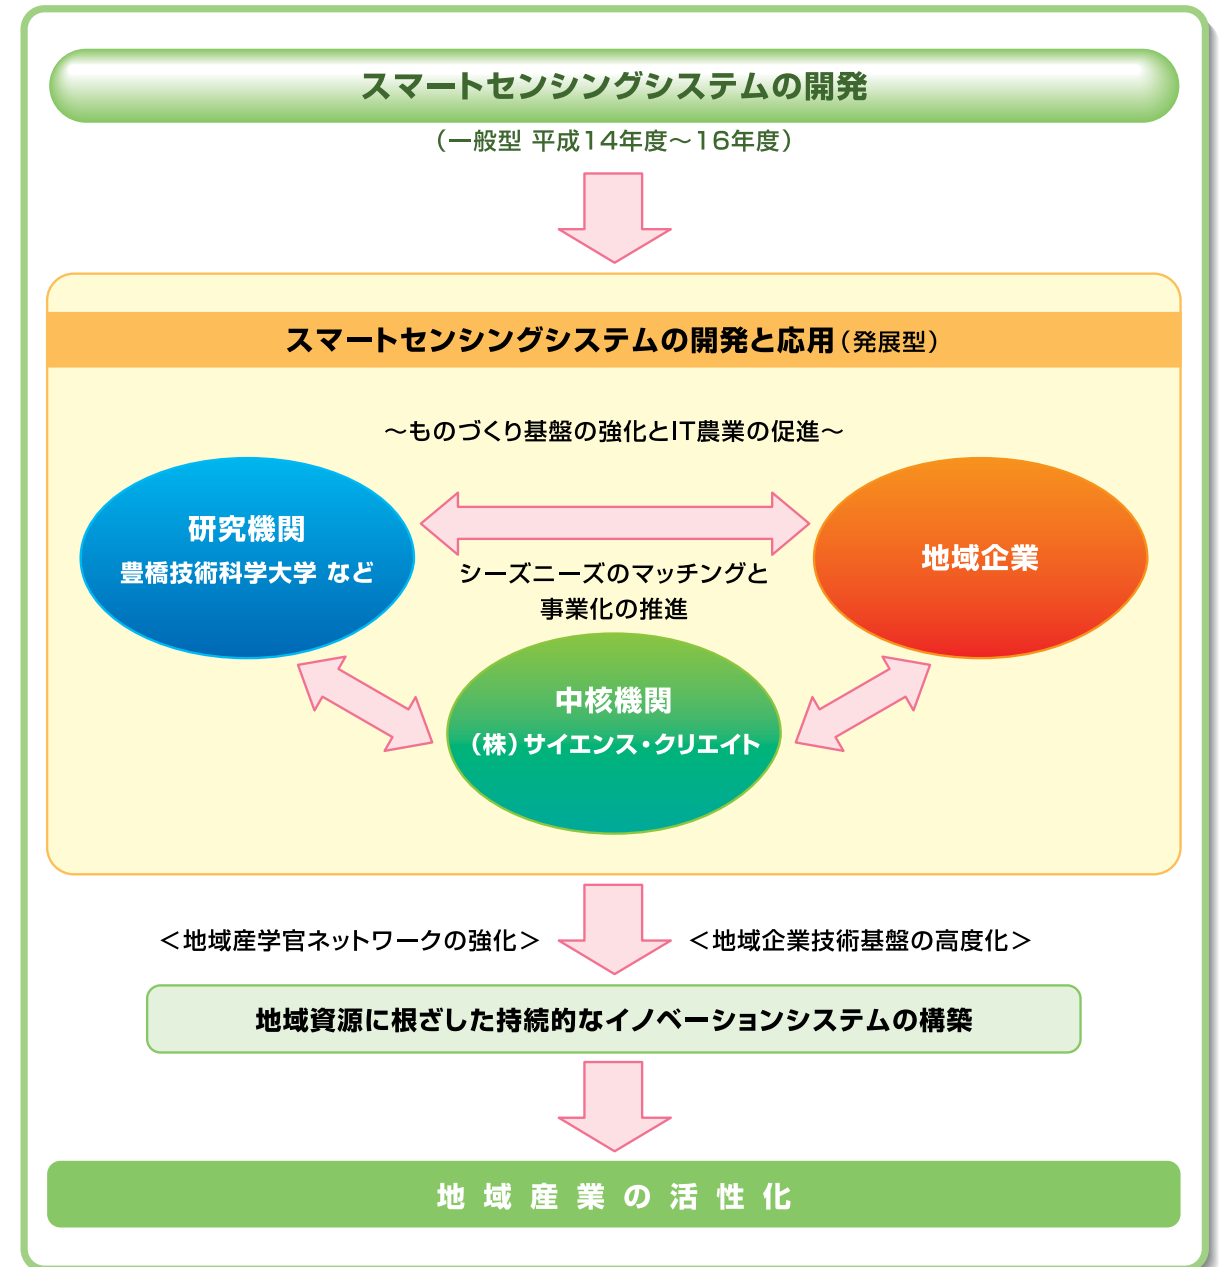 スマートセンシングシステムの開発
（一般型 平成14年度～16年度）
スマートセンシングシステムの開発と応用（発展型）
～ものづくり基盤の強化とIT農業の促進～
研究機関
豊橋技術科学大学 など
地域企業
シーズニーズのマッチングと
事業化の推進
中核機関
（株）サイエンス・クリエイト
＜地域産学官ネットワークの強化＞
＜地域企業技術基盤の高度化＞
地域資源に根ざした持続的なイノベーションシステムの構築
地域産業の活性化